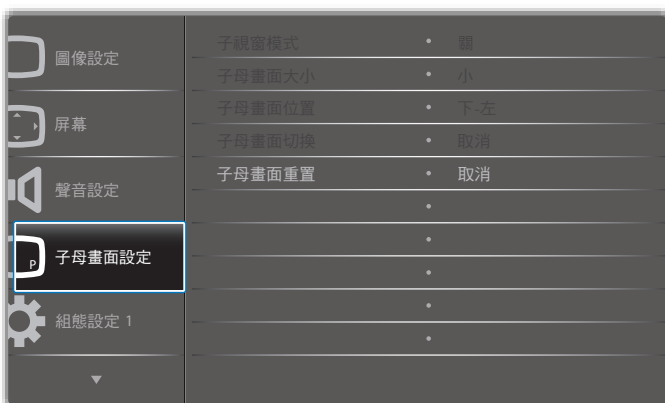 圖像設定
屏幕
聲音設定
P
子母畫面設定
組態設定 1
子視窗模式 •
子母畫面大小 • 小
子母畫面位置 • 下-左
子母畫面切換 • 取消
子母畫面重置 • 取消